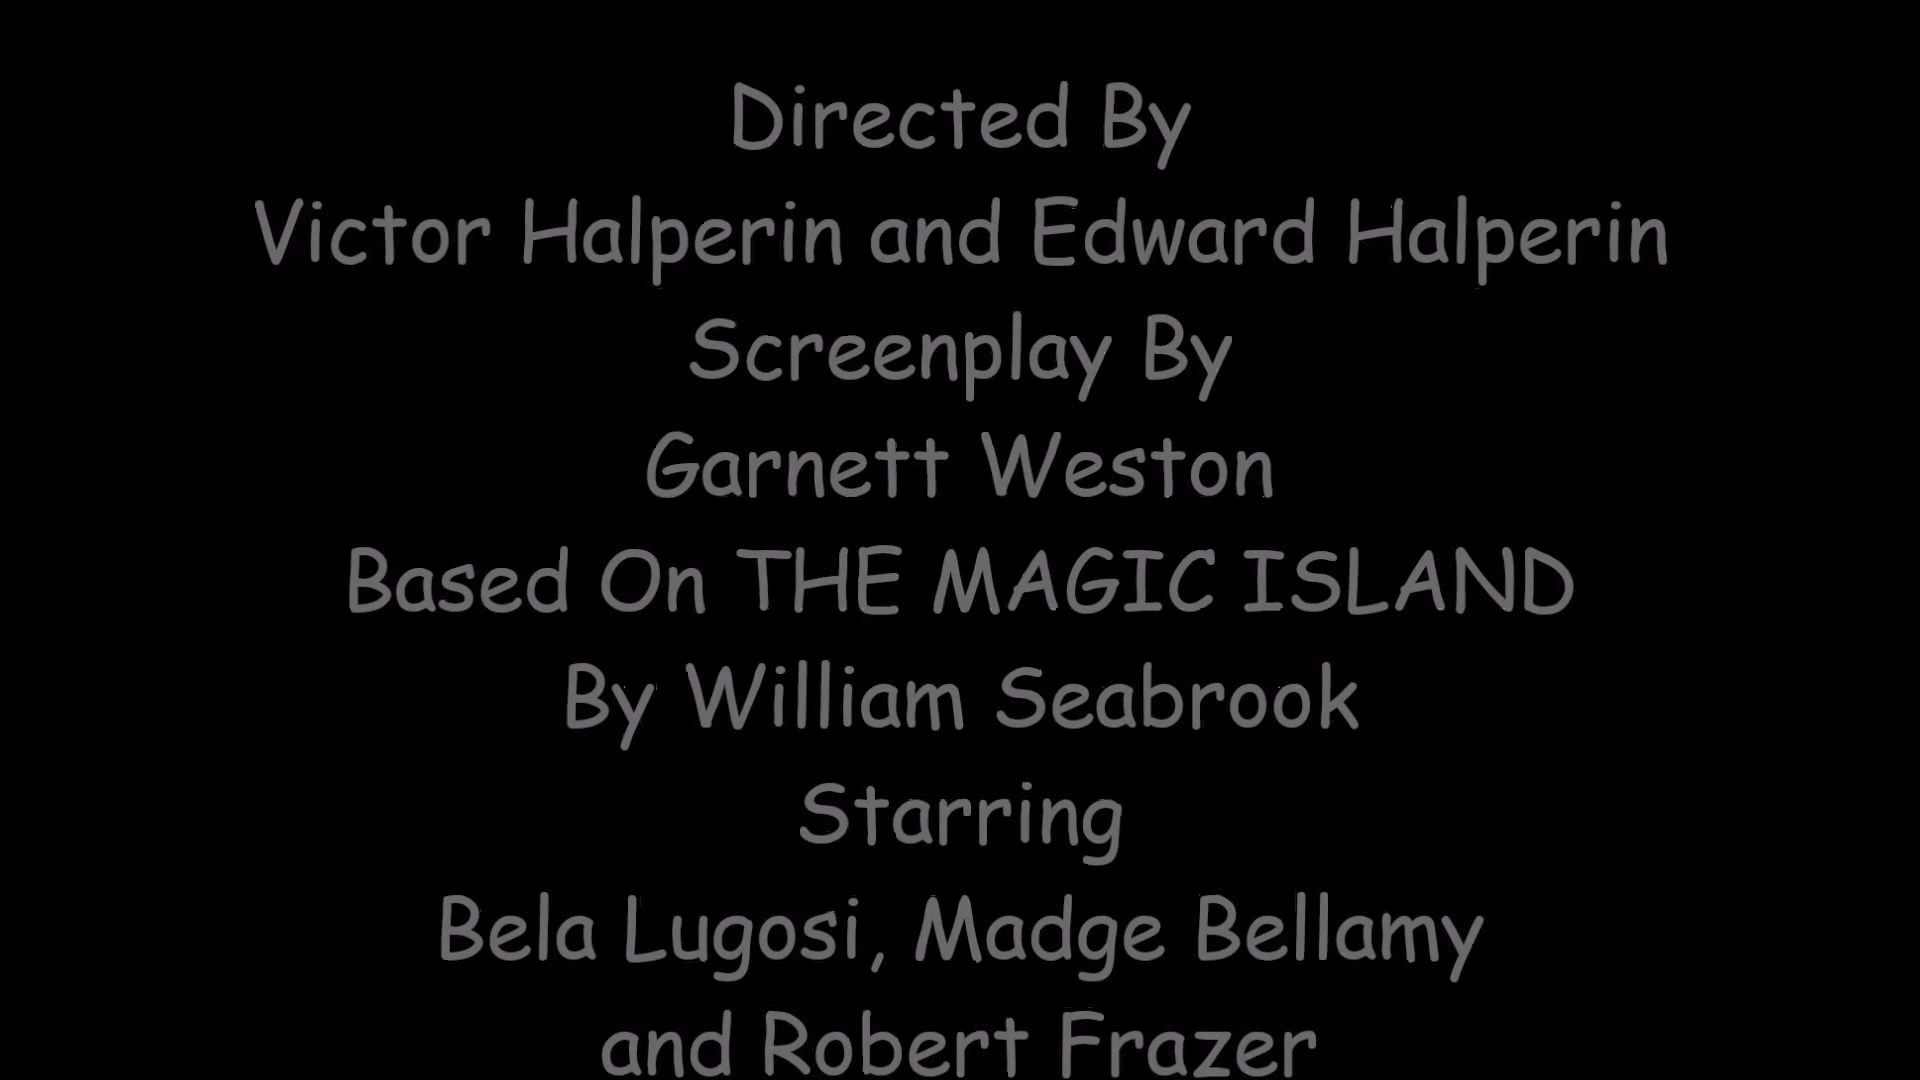 Directed By
Victor Halperin and Edward Halperin
Screenplay By
Garnett Weston
Based On THE MAGIC ISLAND
By William Seabrook
Starring
Bela Lugosi, Madge Bellamy
and Robert Frazer